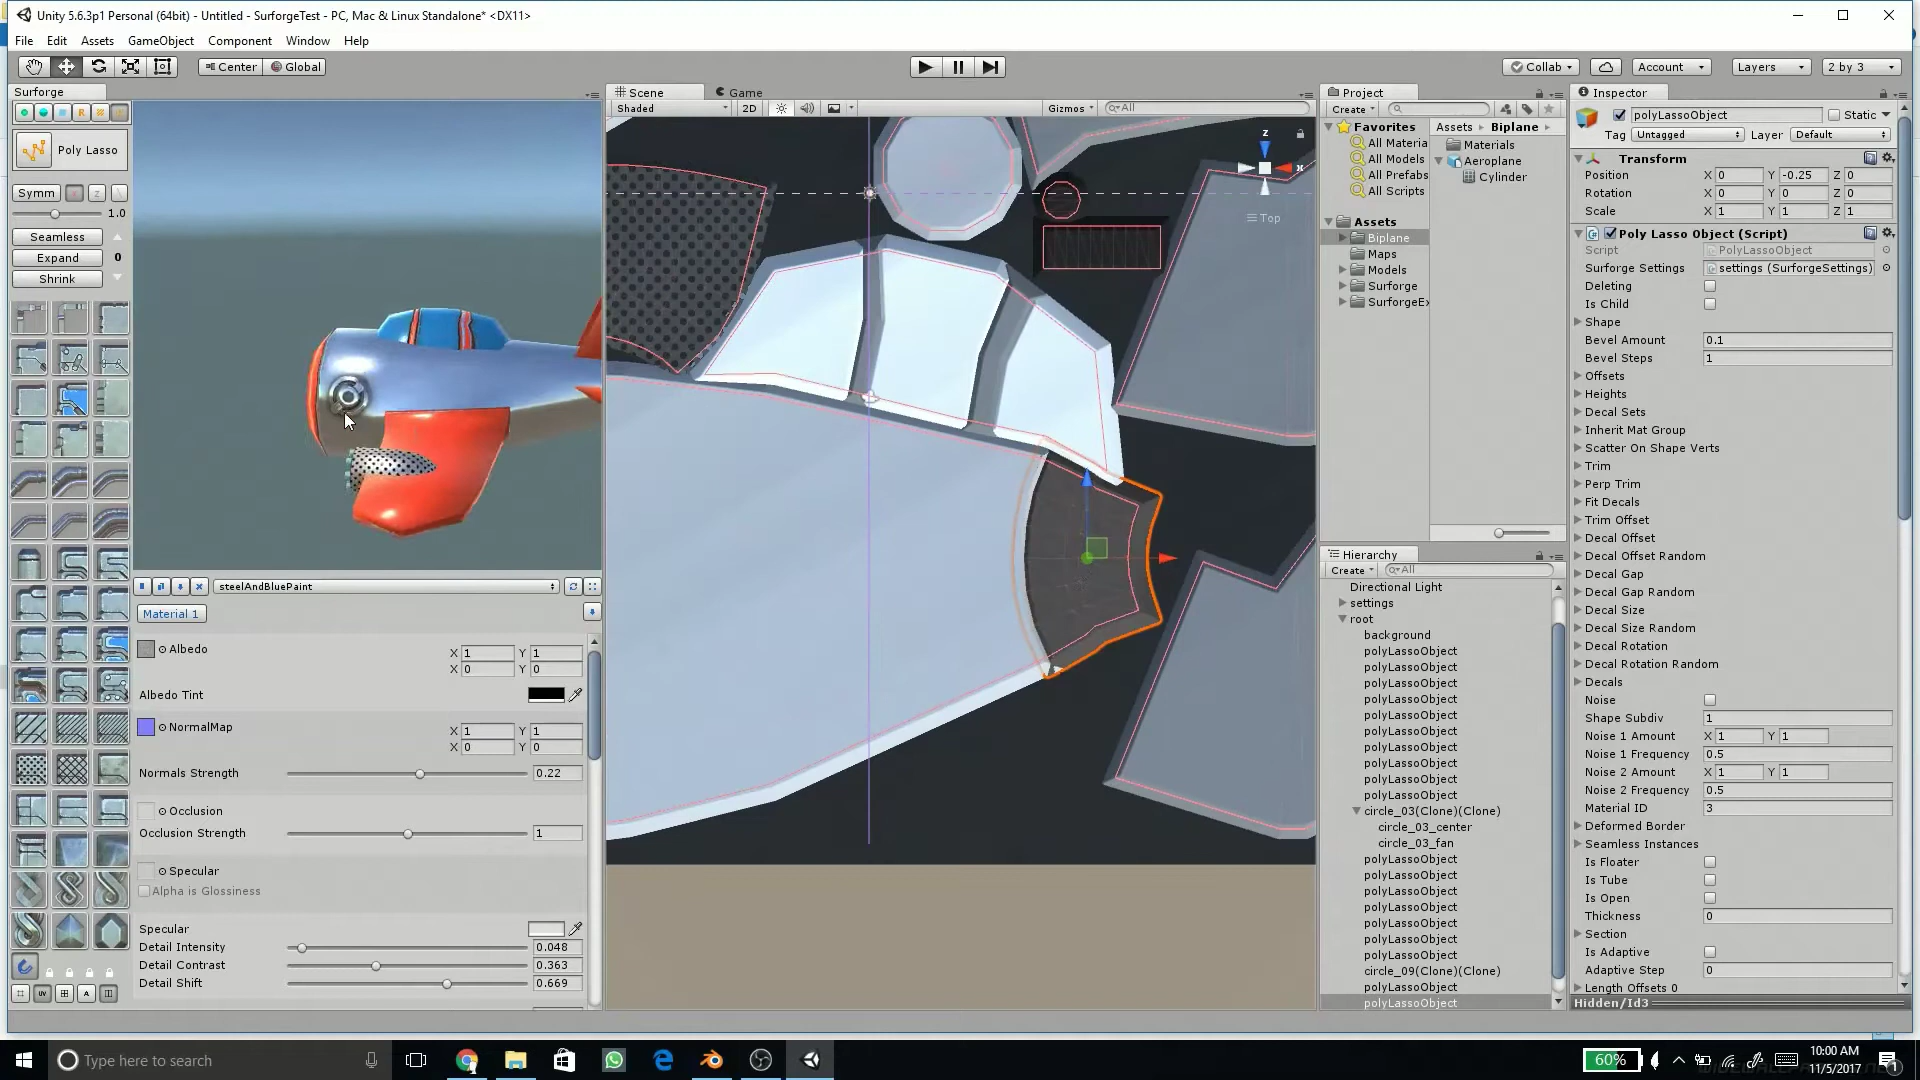 Unity 5.6.3p1 Personal (64bit) - Untitled - SurforgeTest - PC, Mac & Linux Standalone* <DX11>
File Edit Assets GameObject Component Window Help
Center Global
Collab Account Layers 2 by 3
Surforge
Poly Lasso
Symm x z
1.0
Seamless
Expand 0
Shrink
UV A
steelAndBluePaint
Material 1
Albedo X 1 Y 1
X 0 Y 0
Albedo Tint
NormalMap X 1 Y 1
X 0 Y 0
Normals Strength 0.22
Occlusion
Occlusion Strength 1
Specular
Alpha is Glossiness
Specular
Detail Intensity 0.048
Detail Contrast 0.363
Detail Shift 0.669
Scene Game
Shaded 2D Gizmos All
z
x
Top
Project
Create
Favorites
All Materia
All Models
All Prefabs
All Scripts
Assets
Biplane
Maps
Models
Surforge
SurforgeEx
Assets Biplane
Materials
Aeroplane
Cylinder
Hierarchy
Create All
Directional Light
settings
root
background
polyLassoObject
polyLassoObject
polyLassoObject
polyLassoObject
polyLassoObject
polyLassoObject
polyLassoObject
polyLassoObject
polyLassoObject
polyLassoObject
circle_03(Clone)(Clone)
circle_03_center
circle_03_fan
polyLassoObject
polyLassoObject
polyLassoObject
polyLassoObject
polyLassoObject
polyLassoObject
polyLassoObject
circle_09(Clone)(Clone)
polyLassoObject
polyLassoObject
Inspector
polyLassoObject Static
Tag Untagged Layer Default
Transform
Position X 0 Y -0.25 Z 0
Rotation X 0 Y 0 Z 0
Scale X 1 Y 1 Z 1
Poly Lasso Object (Script)
Script PolyLassoObject
Surforge Settings settings (SurforgeSettings)
Deleting
Is Child
Shape
Bevel Amount 0.1
Bevel Steps 1
Offsets
Heights
Decal Sets
Inherit Mat Group
Scatter On Shape Verts
Trim
Perp Trim
Fit Decals
Trim Offset
Decal Offset
Decal Offset Random
Decal Gap
Decal Gap Random
Decal Size
Decal Size Random
Decal Rotation
Decal Rotation Random
Decals
Noise
Shape Subdiv 1
Noise 1 Amount X 1 Y 1
Noise 1 Frequency 0.5
Noise 2 Amount X 1 Y 1
Noise 2 Frequency 0.5
Material ID 3
Deformed Border
Seamless Instances
Is Floater
Is Tube
Is Open
Thickness 0
Section
Is Adaptive
Adaptive Step 0
Length Offsets 0
Hidden/Id3
Type here to search
60%
10:00 AM
11/5/2017
1